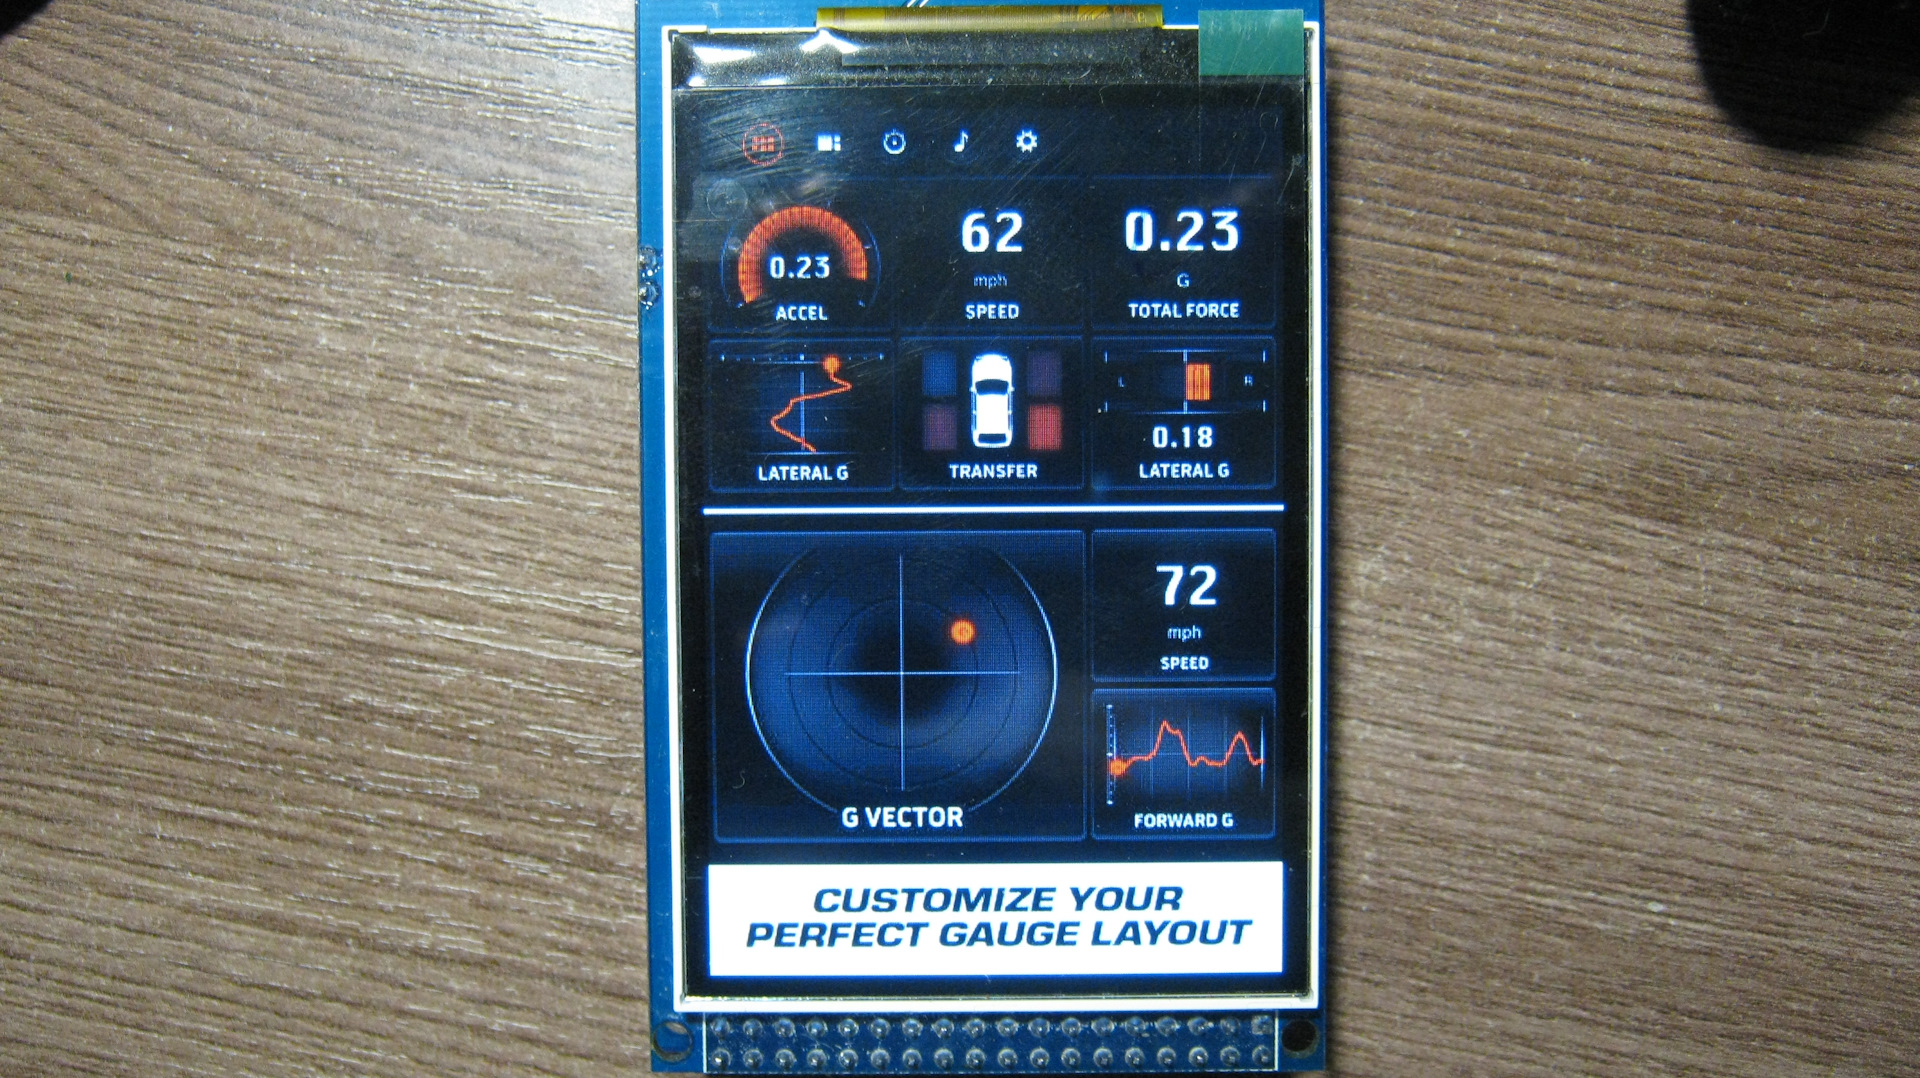 0.23
ACCEL
62
mph
SPEED
0.23
G
TOTAL FORCE
LATERAL G
TRANSFER
L
R
0.18
LATERAL G
G VECTOR
72
mph
SPEED
FORWARD G
CUSTOMIZE YOUR
PERFECT GAUGE LAYOUT